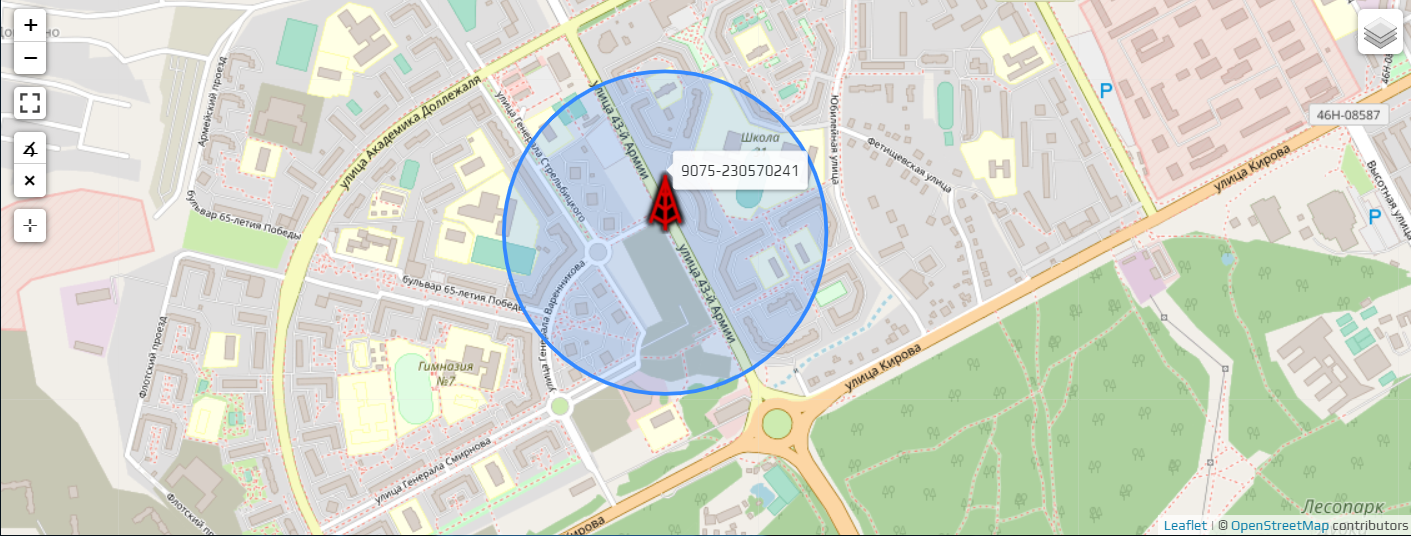 +
−
46Н-08587
46Н-
Армейский проезд
улица Академика Доллежаля
улица Генерала Стрельбицкого
улица 43-й Армии
Школа
21
Юбилейная улица
P
Фетищевская улица
улица Кирова
Высотная улица
P
9075-230570241
бульвар 65-летия Победы
улица 43-й Армии
бульвар 65-летия Победы
улица Генерала Варенникова
Флотский проезд
Гимназия
№7
улица Кирова
улица Генерала Смирнова
Флотский пр
Кирова
Лесопарк
Leaflet | © OpenStreetMap contributors